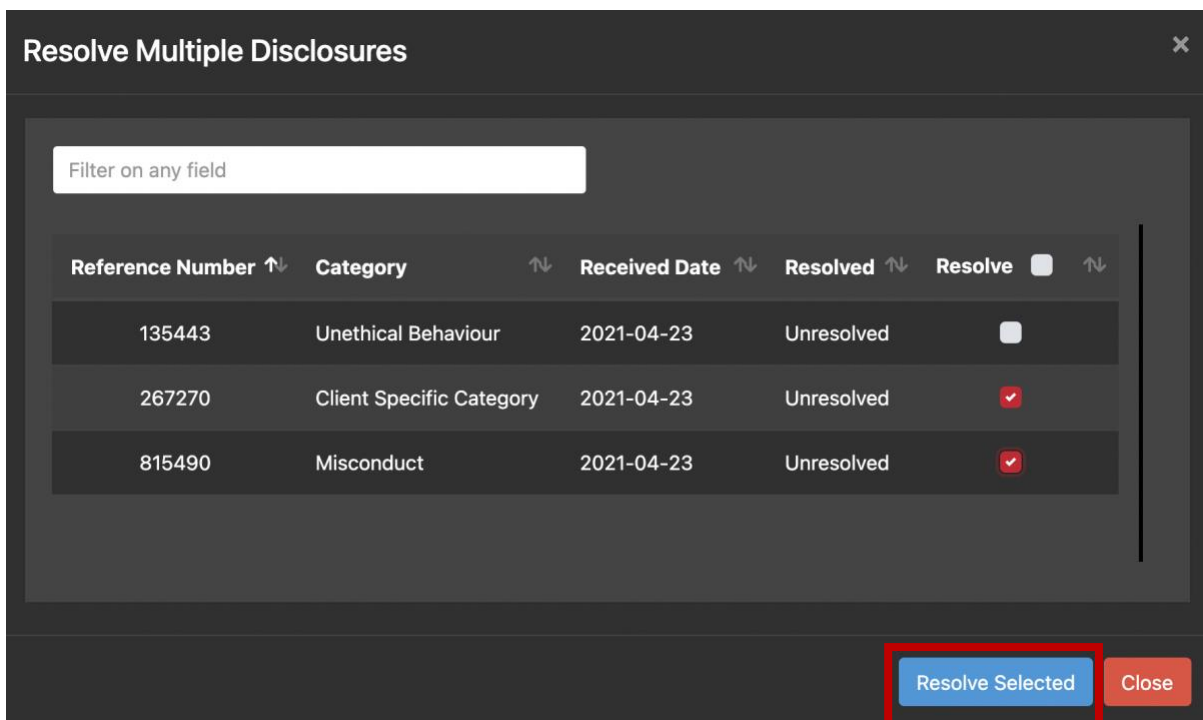 Resolve Multiple Disclosures ×
Filter on any field
Reference Number Category Received Date Resolved Resolve
135443 Unethical Behaviour 2021-04-23 Unresolved
267270 Client Specific Category 2021-04-23 Unresolved
815490 Misconduct 2021-04-23 Unresolved
Resolve Selected Close